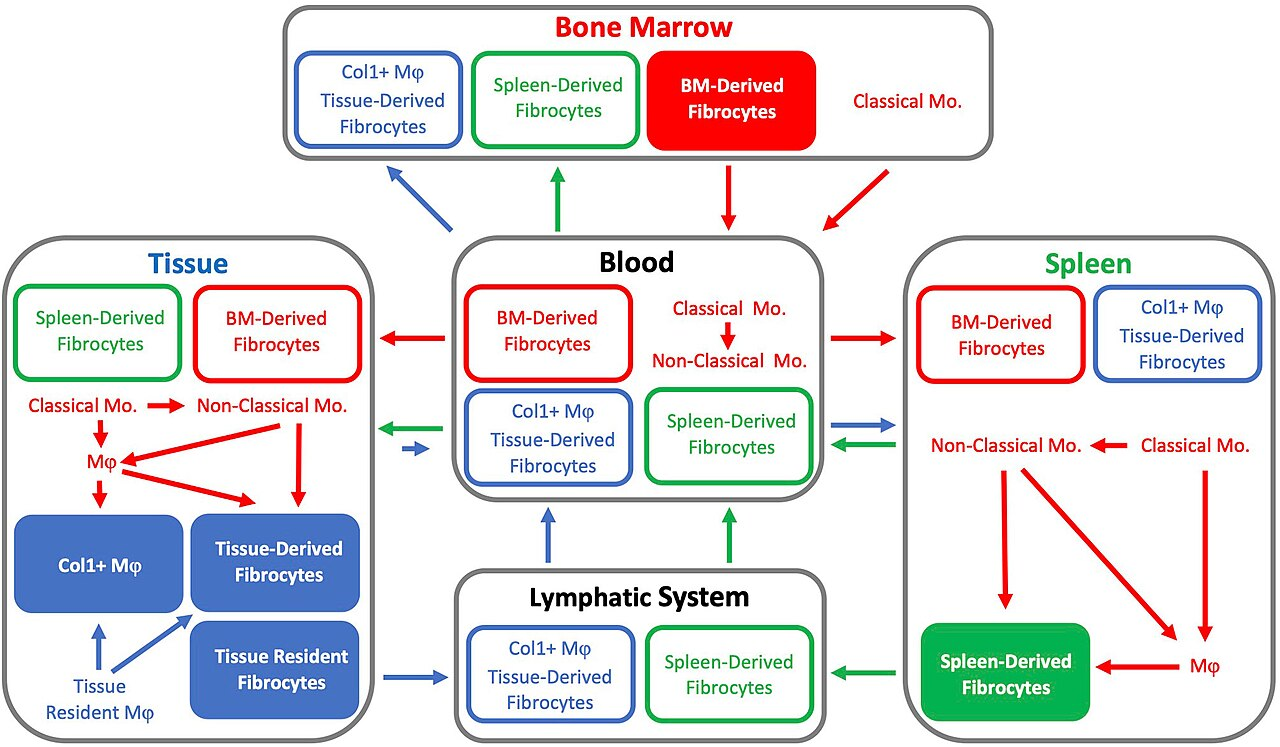 Bone Marrow
Col1+ Mφ
Tissue-Derived
Fibrocytes
Spleen-Derived
Fibrocytes
BM-Derived
Fibrocytes
Classical Mo.
Tissue
Spleen-Derived
Fibrocytes
BM-Derived
Fibrocytes
Classical Mo.
Non-Classical Mo.
Mφ
Col1+ Mφ
Tissue-Derived
Fibrocytes
Tissue Resident
Fibrocytes
Tissue
Resident Mφ
Blood
BM-Derived
Fibrocytes
Classical Mo.
Non-Classical Mo.
Col1+ Mφ
Tissue-Derived
Fibrocytes
Spleen-Derived
Fibrocytes
Lymphatic System
Col1+ Mφ
Tissue-Derived
Fibrocytes
Spleen-Derived
Fibrocytes
Spleen
BM-Derived
Fibrocytes
Col1+ Mφ
Tissue-Derived
Fibrocytes
Non-Classical Mo.
Classical Mo.
Spleen-Derived
Fibrocytes
Mφ